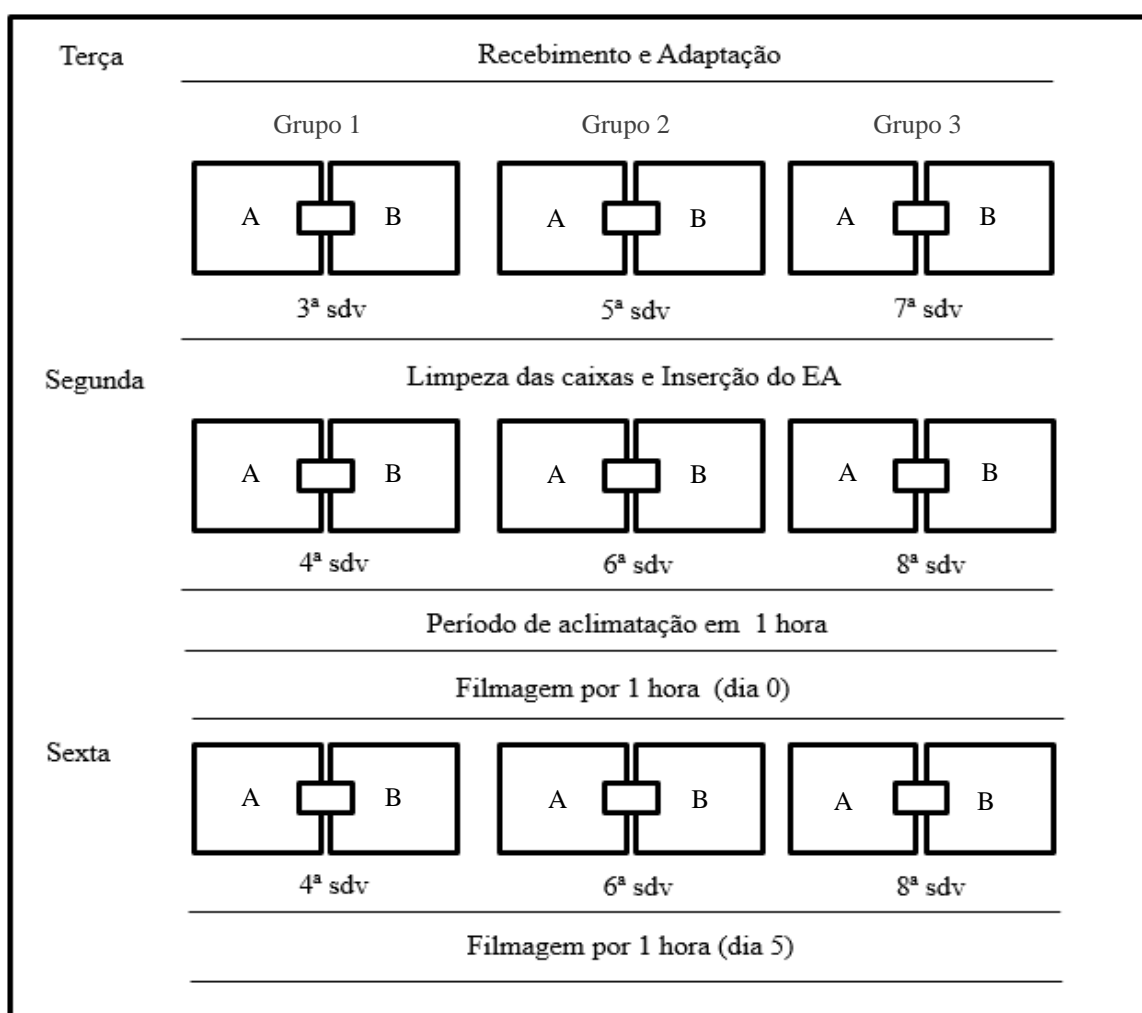 Terça
Recebimento e Adaptação
Grupo 1 Grupo 2 Grupo 3
A B A B A B
3ª sdv 5ª sdv 7ª sdv
Segunda
Limpeza das caixas e Inserção do EA
A B A B A B
4ª sdv 6ª sdv 8ª sdv
Período de aclimatação em 1 hora
Filmagem por 1 hora (dia 0)
Sexta
A B A B A B
4ª sdv 6ª sdv 8ª sdv
Filmagem por 1 hora (dia 5)